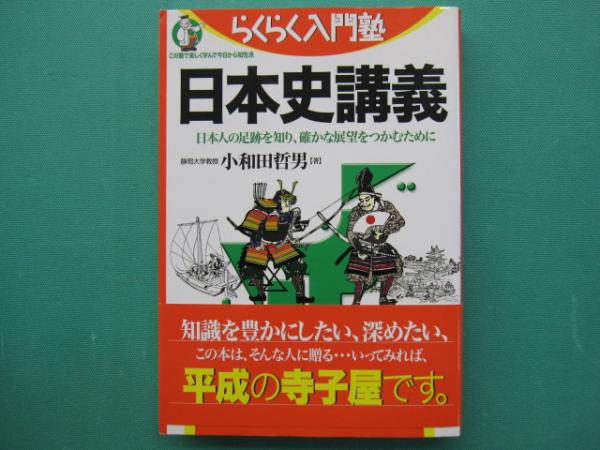 らくらく入門塾
この塾で楽しく学んで今日から知性派
日本史講義
日本人の足跡を知り、確かな展望をつかむために
静岡大学教授 小和田哲男【著】
知識を豊かにしたい、深めたい、
この本は、そんな人に贈る・・・いってみれば、
平成の寺子屋です。